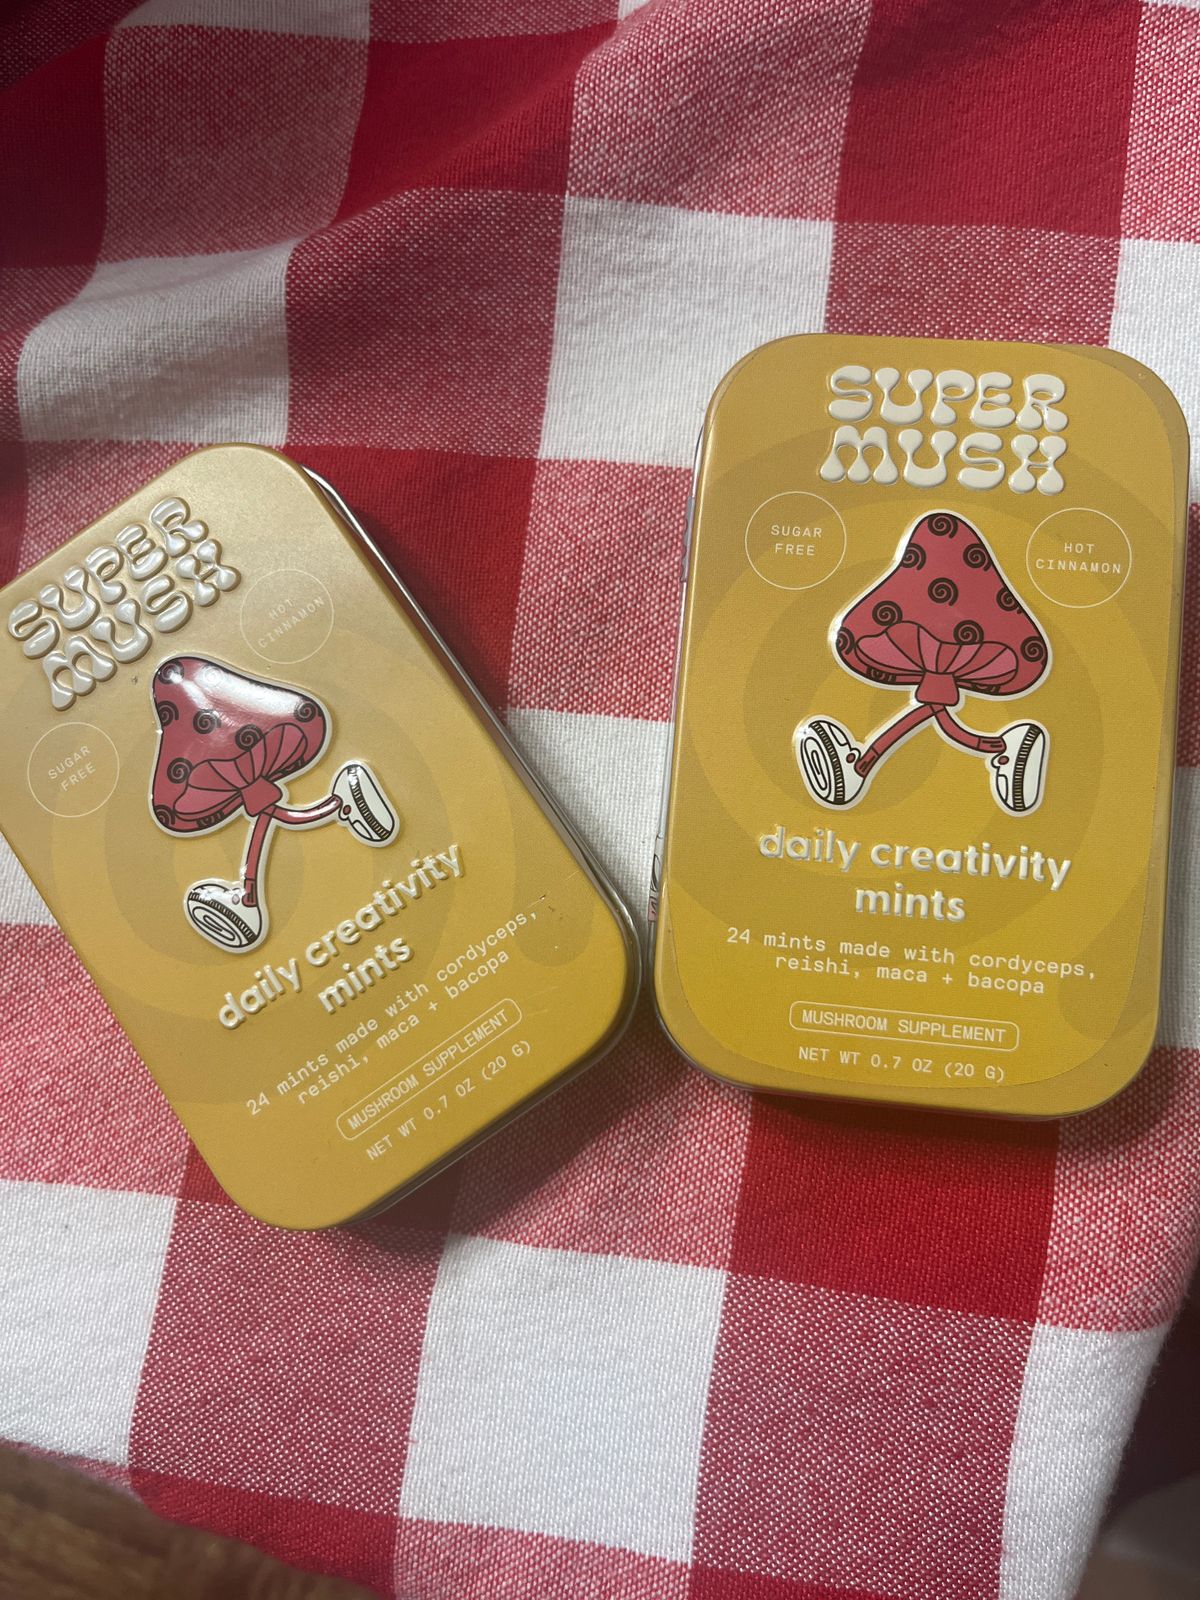 SUPER
MUSH
HOT
CINNAMON
SUGAR
FREE
daily creativity
mints
24 mints made with cordyceps,
reishi, maca + bacopa
MUSHROOM SUPPLEMENT
NET WT 0.7 OZ (20 G)
SUPER
MUSH
SUGAR
FREE
HOT
CINNAMON
daily creativity
mints
24 mints made with cordyceps,
reishi, maca + bacopa
MUSHROOM SUPPLEMENT
NET WT 0.7 OZ (20 G)